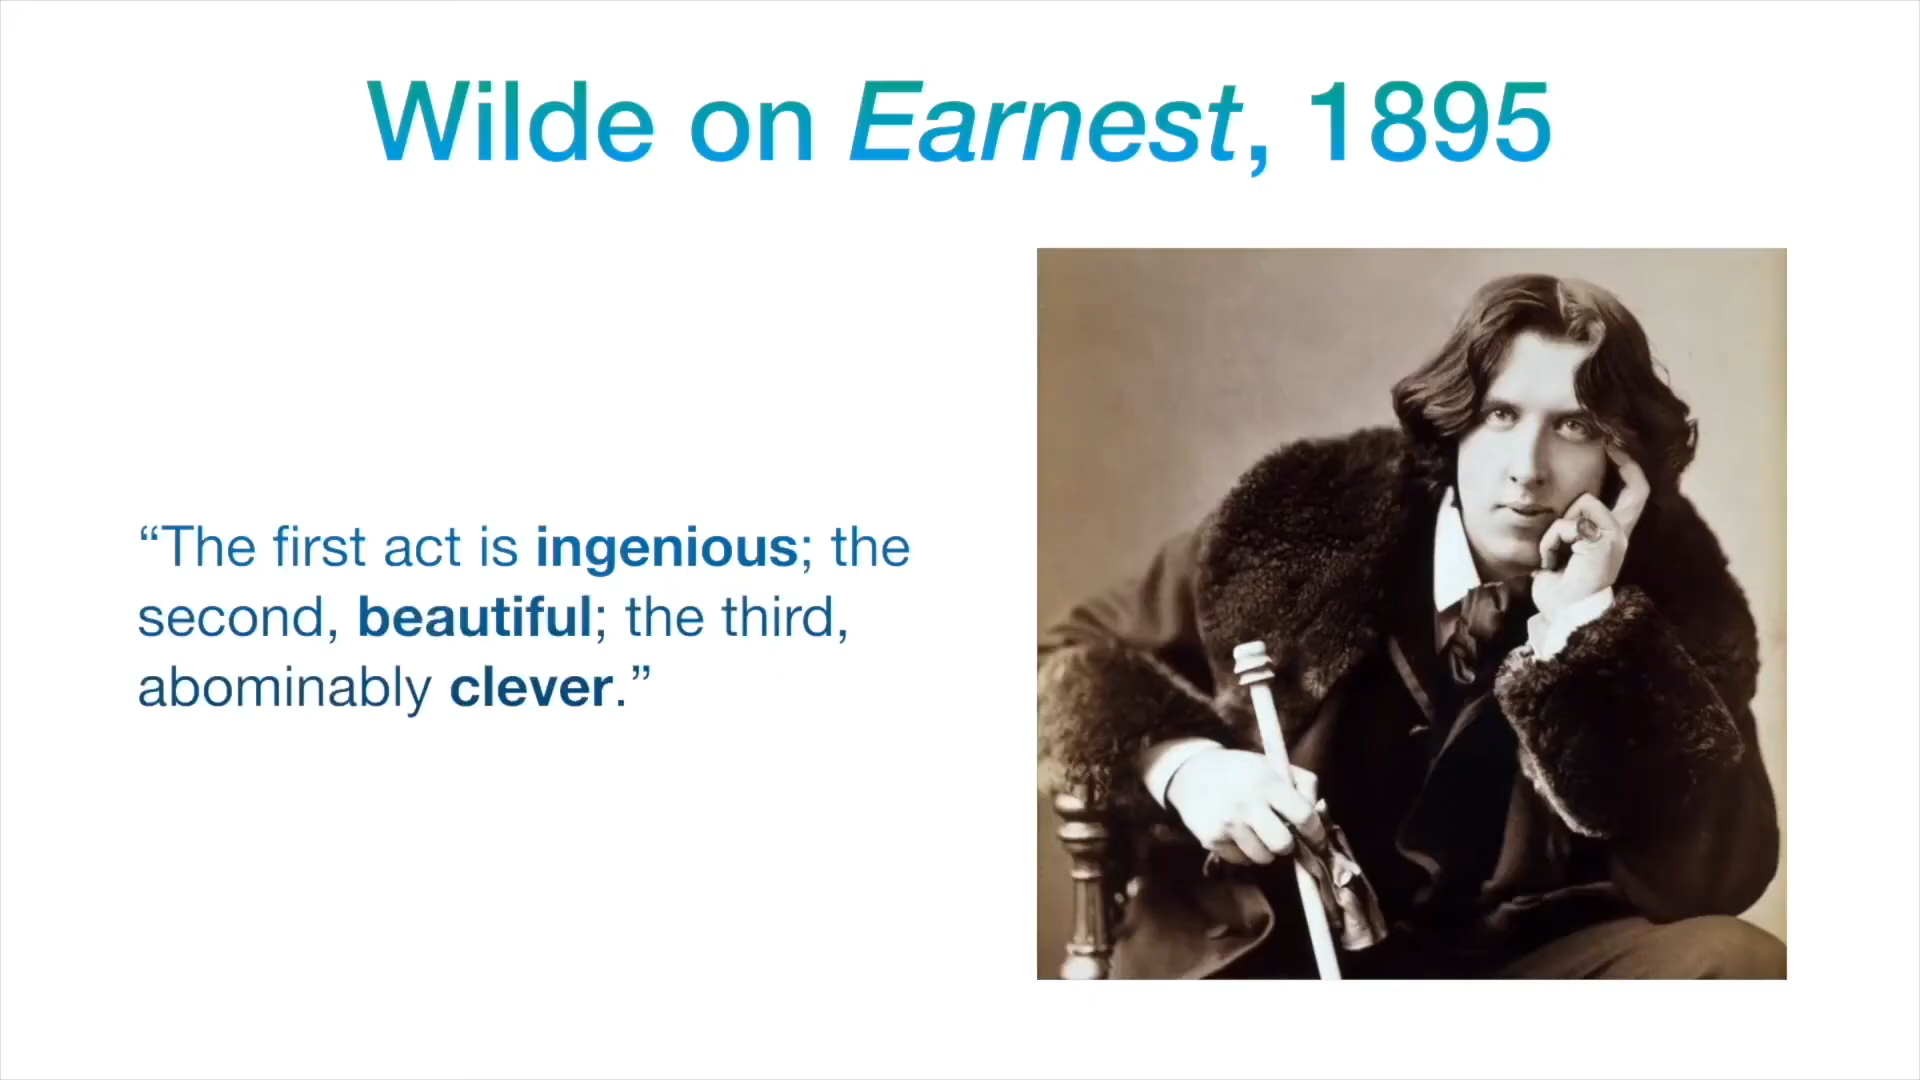 Wilde on Earnest, 1895
“The first act is ingenious; the
second, beautiful; the third,
abominably clever.”